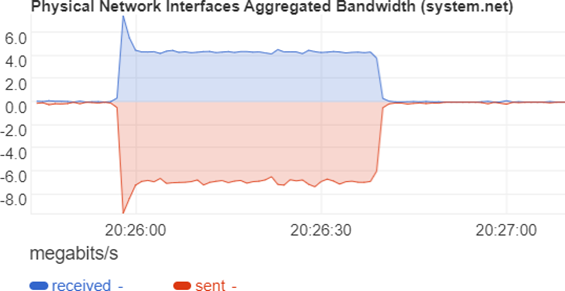 Physical Network Interfaces Aggregated Bandwidth (system.net)
6.0
4.0
2.0
0.0
-2.0
-4.0
-6.0
-8.0
20:26:00 20:26:30 20:27:00
megabits/s
received - sent -